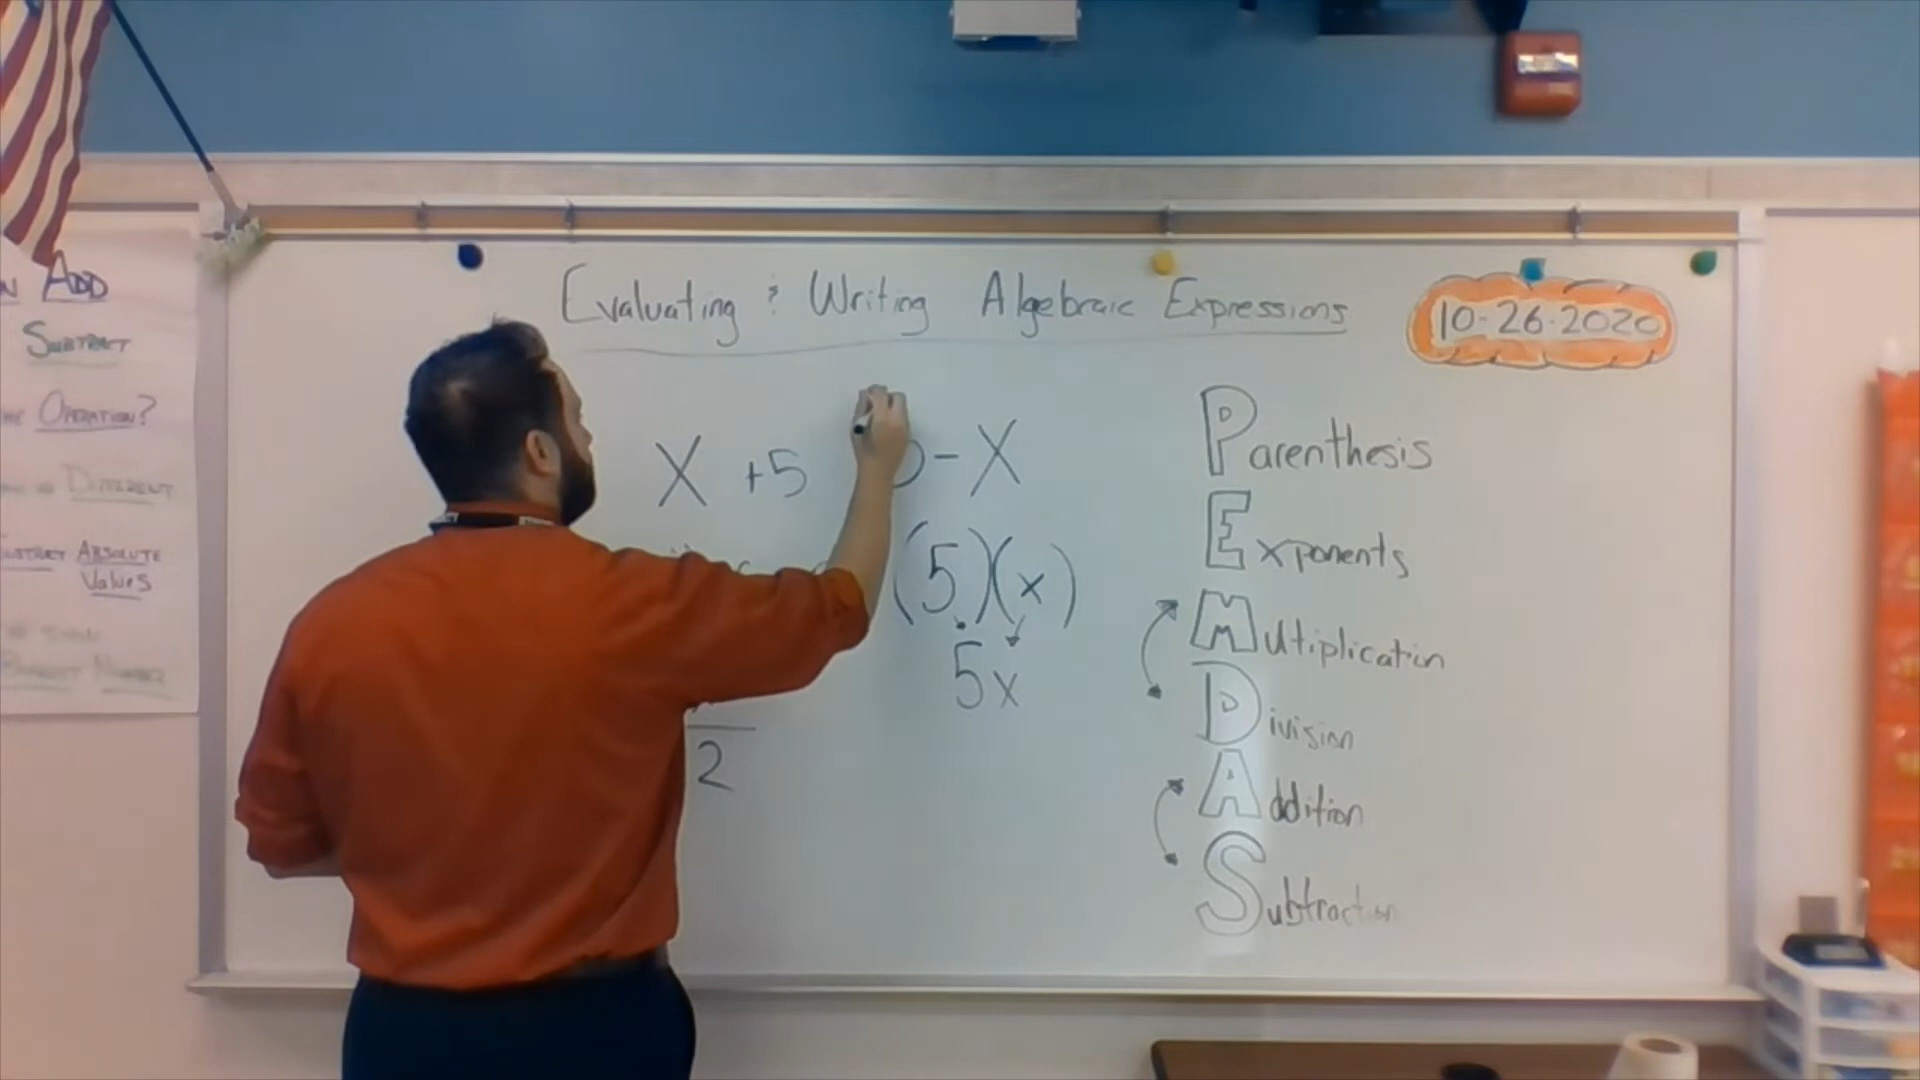 Evaluating & Writing Algebraic Expressions
10-26-2020
X +5
- X
(5)(x)
5x
2
Parenthesis
Exponents
Multiplication
Division
Addition
Subtraction
ADD
SUBTRACT
OPERATION?
DIFFERENT
ABSOLUTE
VALUES
NUMBER